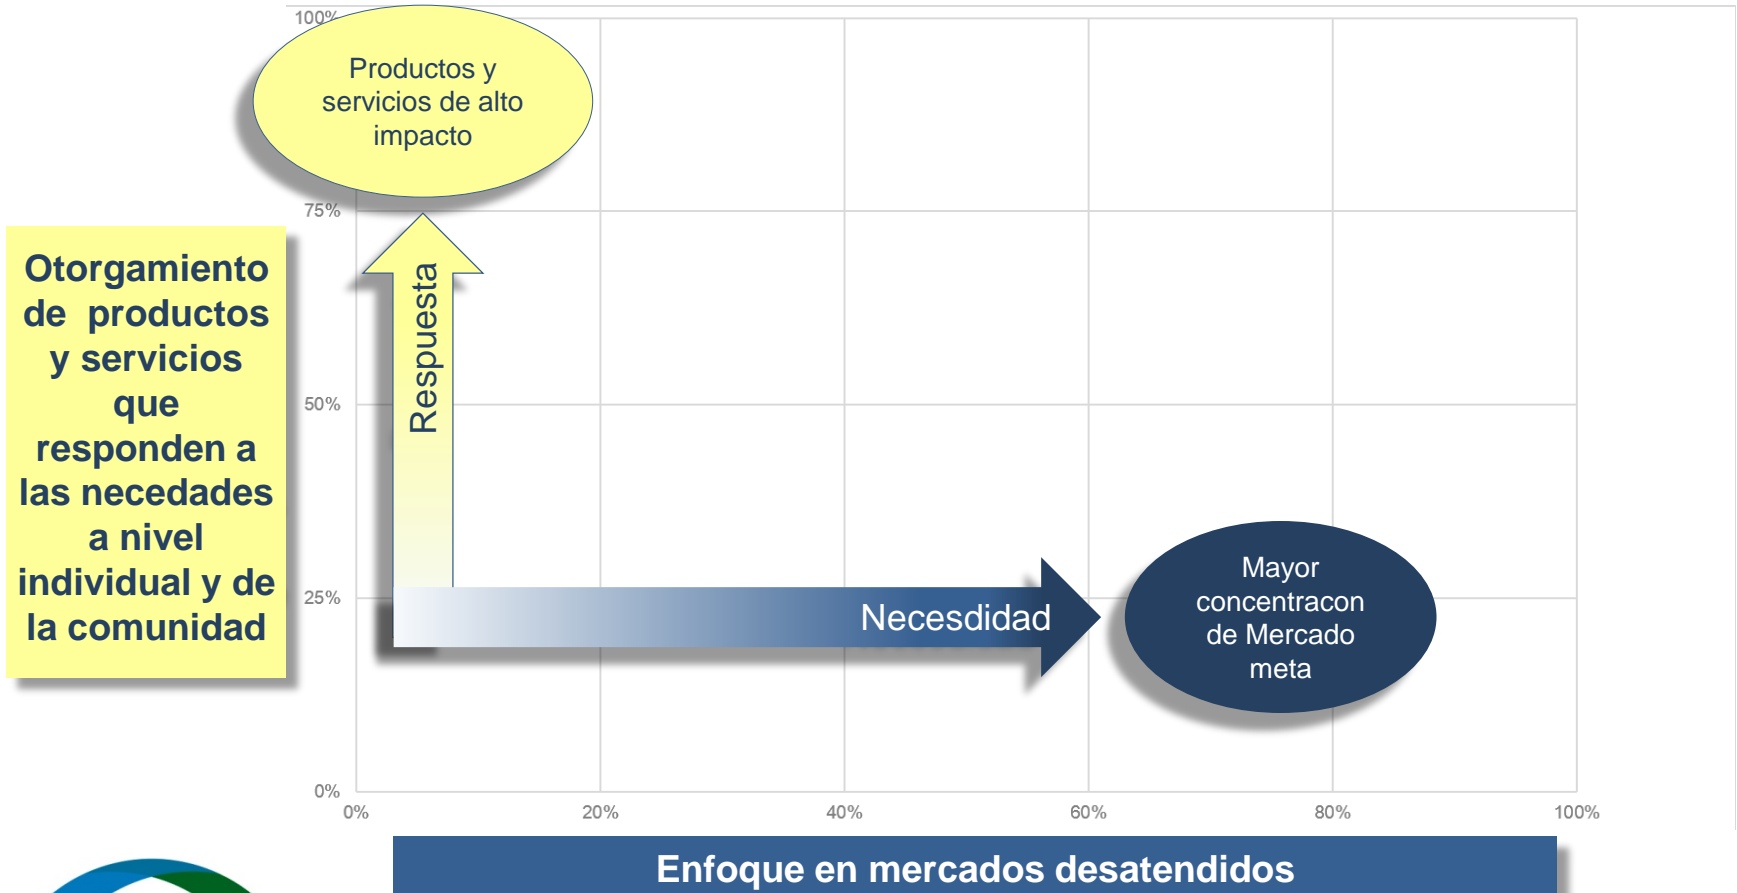 100%
Productos y
servicios de alto
impacto
75%
Otorgamiento
de productos
y servicios
que
responden a
las necedades
a nivel
individual y de
la comunidad
Respuesta
50%
25%
Necesdidad
Mayor
concentracon
de Mercado
meta
0%
0% 20% 40% 60% 80% 100%
Enfoque en mercados desatendidos